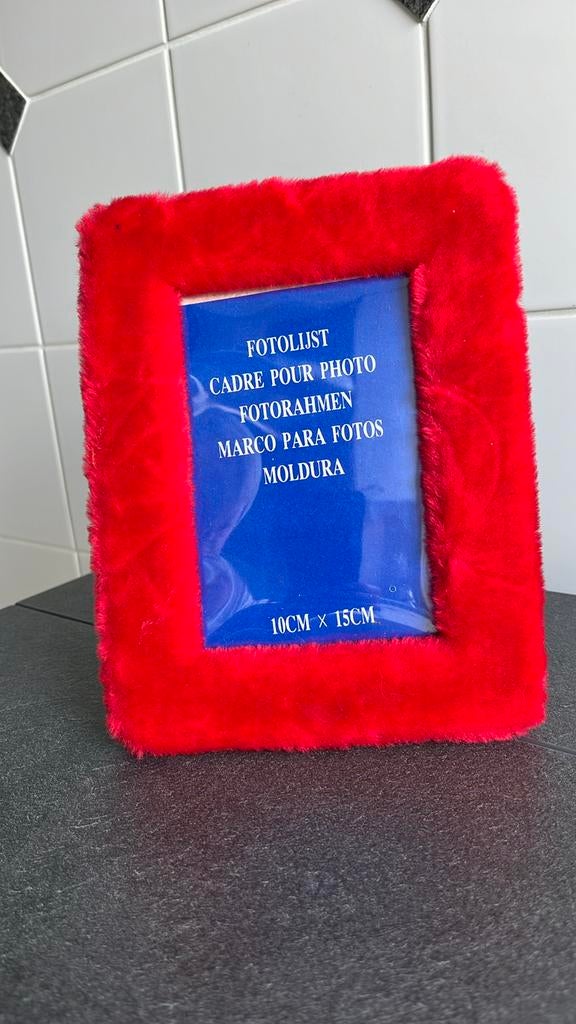 FOTOLIJST
CADRE POUR PHOTO
FOTORAHMEN
MARCO PARA FOTOS
MOLDURA
10CM × 15CM